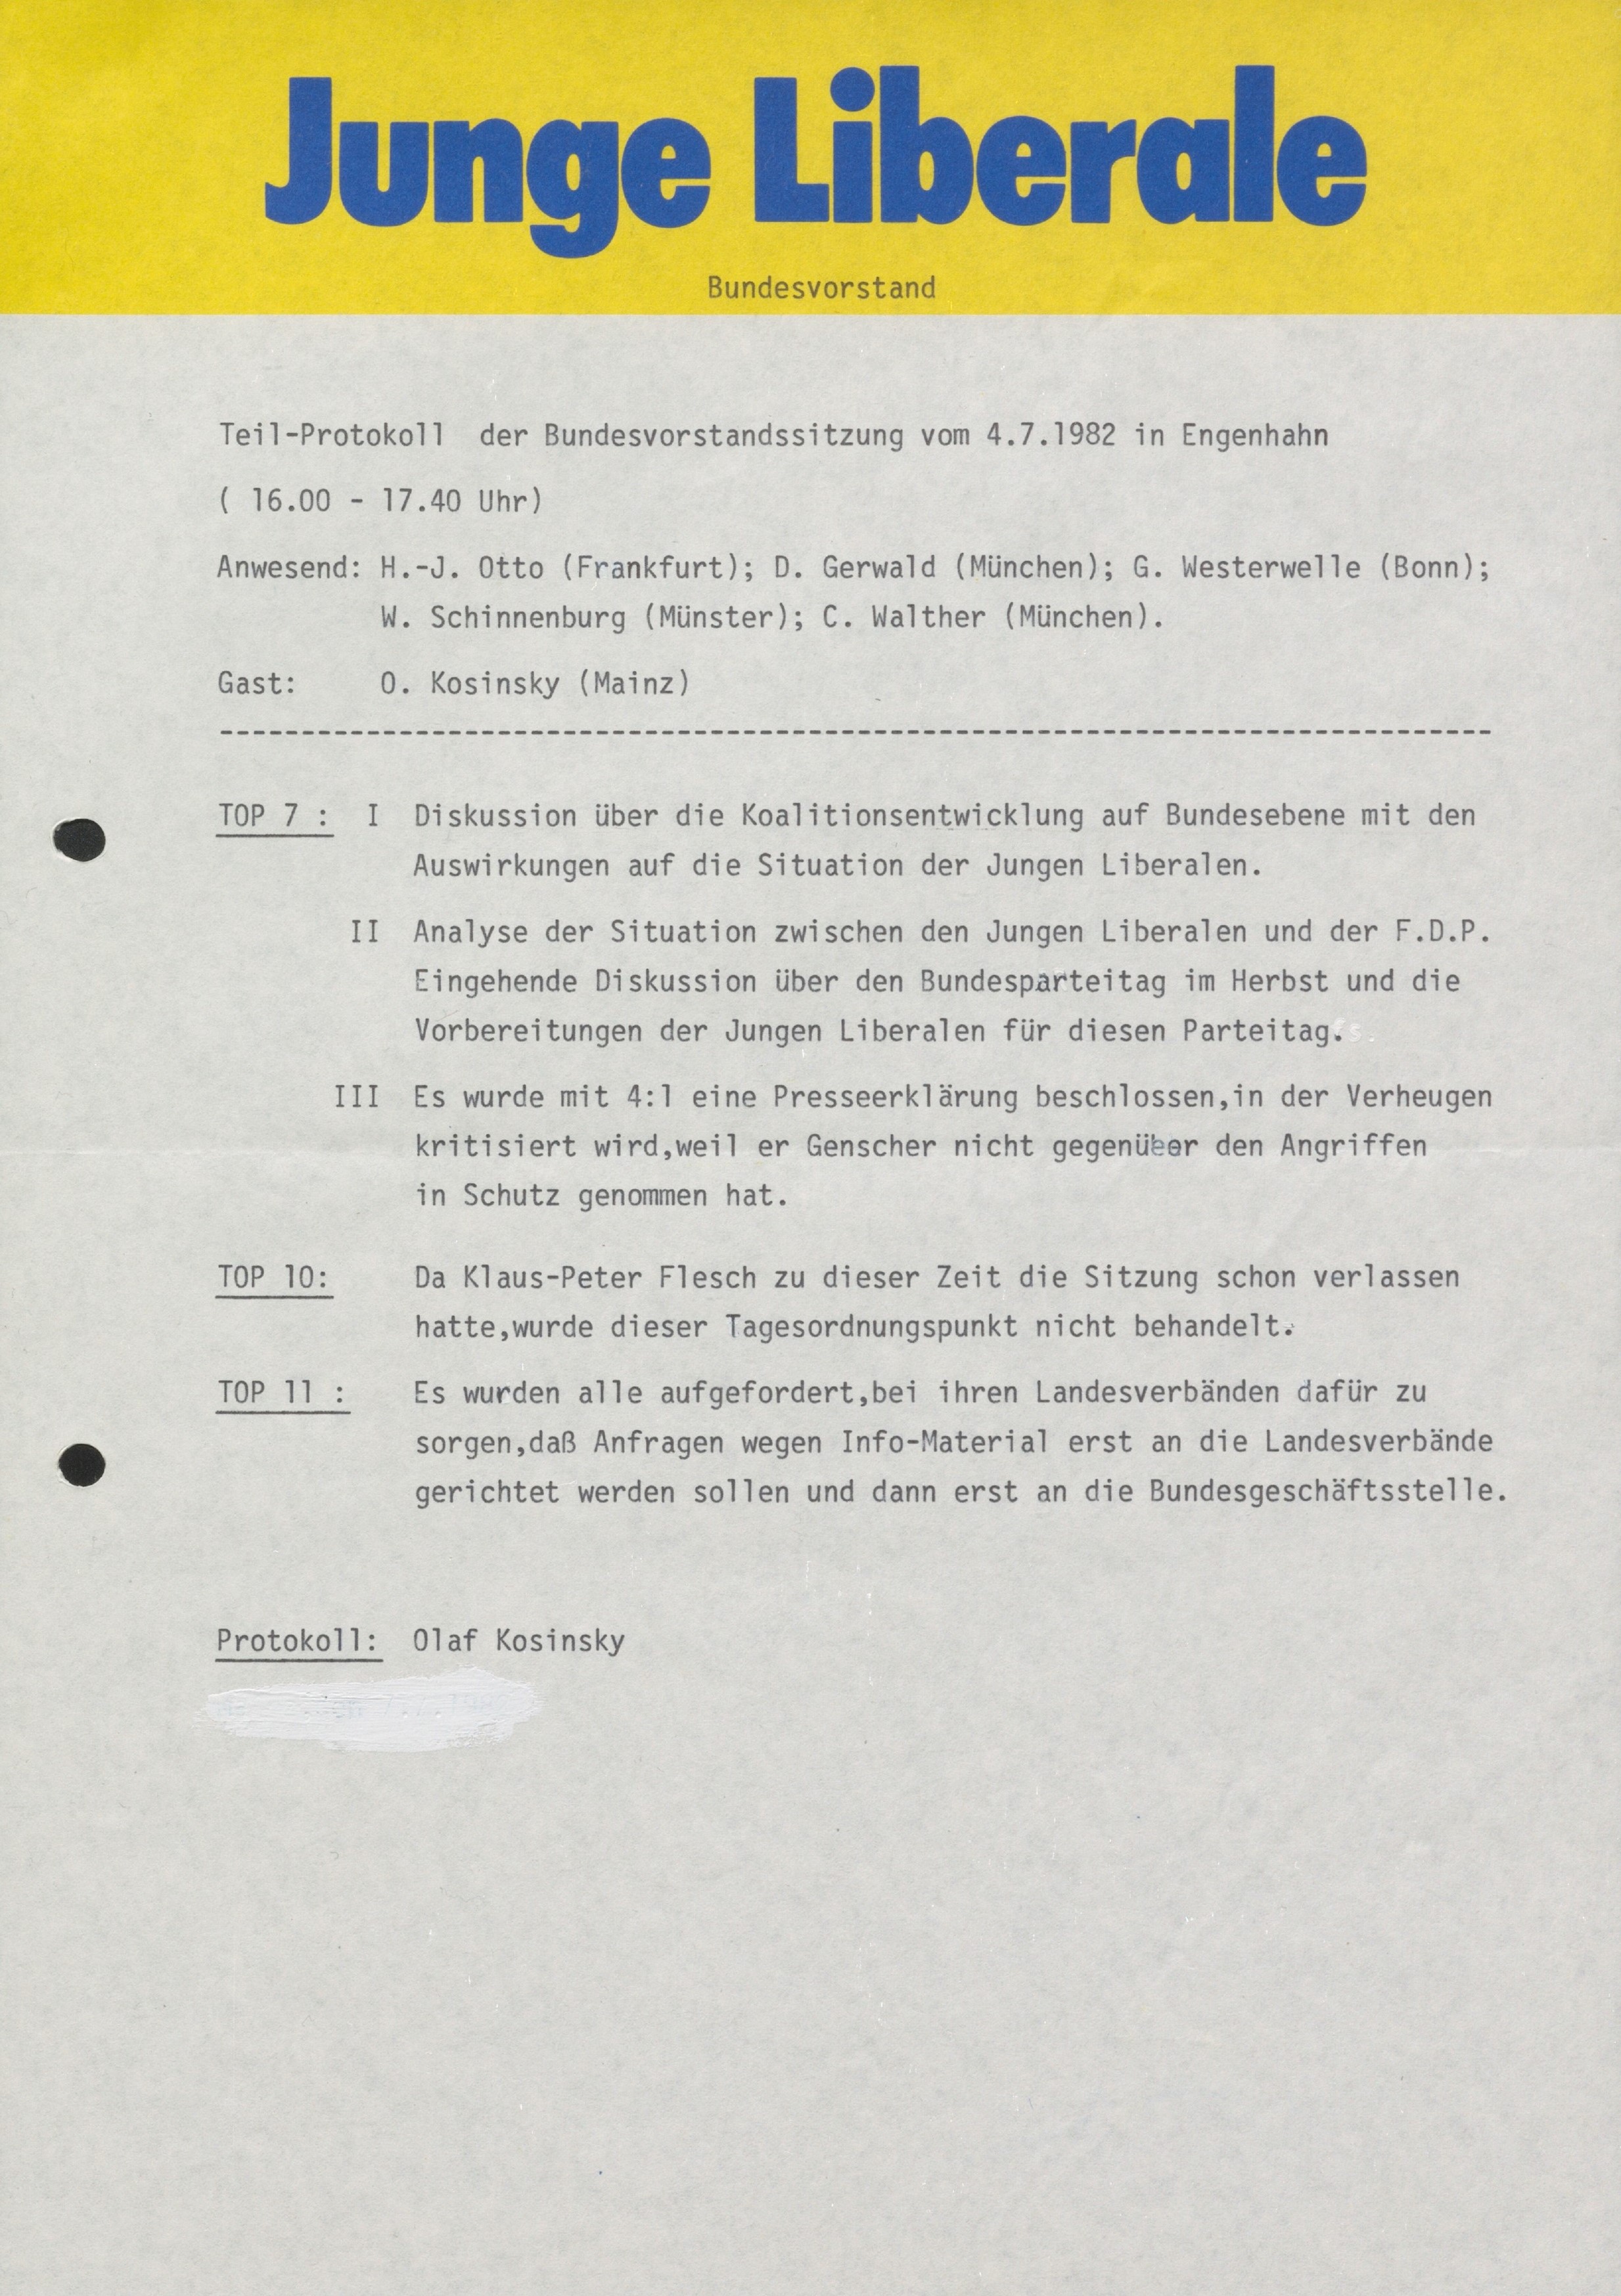 Junge Liberale
Bundesvorstand
Teil-Protokoll der Bundesvorstandssitzung vom 4.7.1982 in Engenhahn
( 16.00 - 17.40 Uhr)
Anwesend: H.-J. Otto (Frankfurt); D. Gerwald (München); G. Westerwelle (Bonn);
W. Schinnenburg (Münster); C. Walther (München).
Gast: O. Kosinsky (Mainz)
-------------------------------------------------------------------------------
TOP 7 : I Diskussion über die Koalitionsentwicklung auf Bundesebene mit den
Auswirkungen auf die Situation der Jungen Liberalen.
II Analyse der Situation zwischen den Jungen Liberalen und der F.D.P.
Eingehende Diskussion über den Bundesparteitag im Herbst und die
Vorbereitungen der Jungen Liberalen für diesen Parteitag.
III Es wurde mit 4:1 eine Presseerklärung beschlossen,in der Verheugen
kritisiert wird,weil er Genscher nicht gegenüber den Angriffen
in Schutz genommen hat.
TOP 10: Da Klaus-Peter Flesch zu dieser Zeit die Sitzung schon verlassen
hatte,wurde dieser Tagesordnungspunkt nicht behandelt.
TOP 11 : Es wurden alle aufgefordert,bei ihren Landesverbänden dafür zu
sorgen,daß Anfragen wegen Info-Material erst an die Landesverbände
gerichtet werden sollen und dann erst an die Bundesgeschäftsstelle.
Protokoll: Olaf Kosinsky